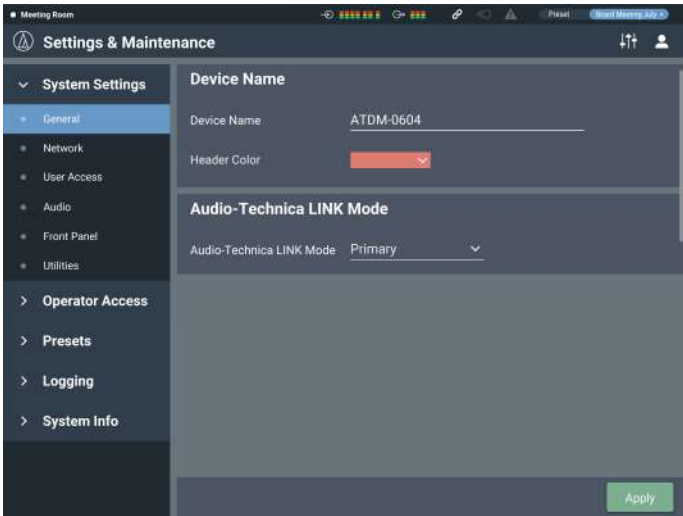 Meeting Room
Preset
Board Meeting July
Settings & Maintenance
System Settings
General
Network
User Access
Audio
Front Panel
Utilities
Operator Access
Presets
Logging
System Info
Device Name
Device Name ATDM-0604
Header Color
Audio-Technica LINK Mode
Audio-Technica LINK Mode Primary
Apply